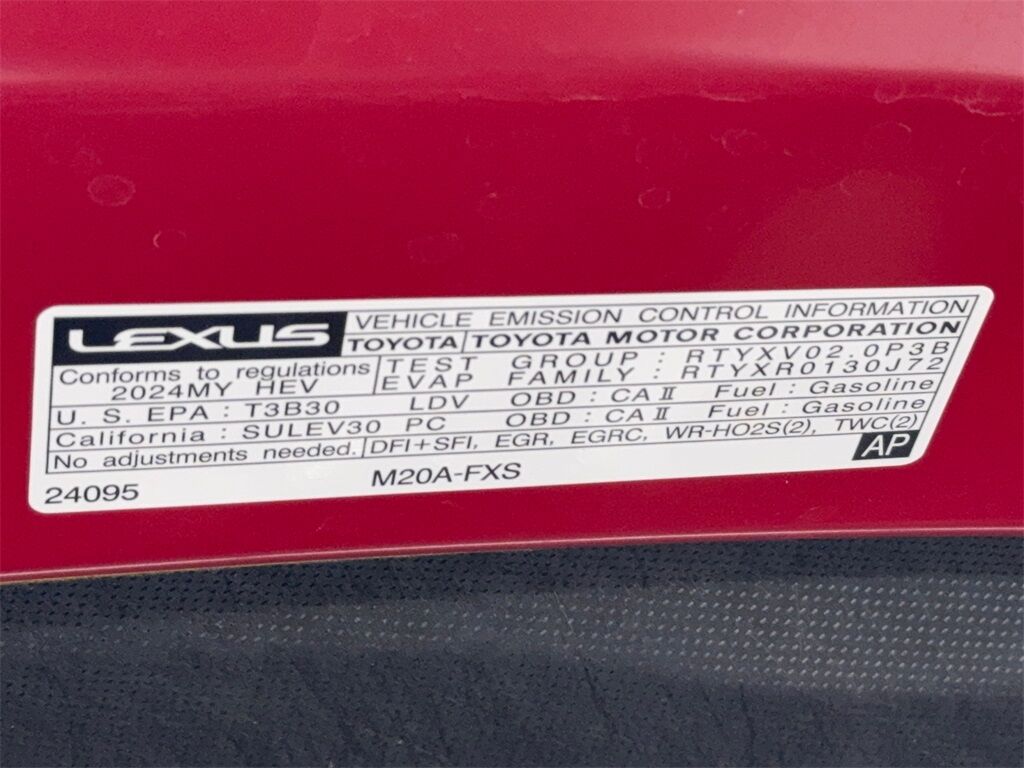 LEXUS VEHICLE EMISSION CONTROL INFORMATION
TOYOTA TOYOTA MOTOR CORPORATION
Conforms to regulations
2024MY HEV
TEST GROUP : RTYXV02.0P3B
EVAP FAMILY : RTYXR0130J72
U. S. EPA : T3B30 LDV OBD : CA II Fuel : Gasoline
California : SULEV30 PC OBD : CA II Fuel : Gasoline
No adjustments needed. DFI+SFI, EGR, EGRC, WR-HO2S(2), TWC(2)
24095 M20A-FXS AP